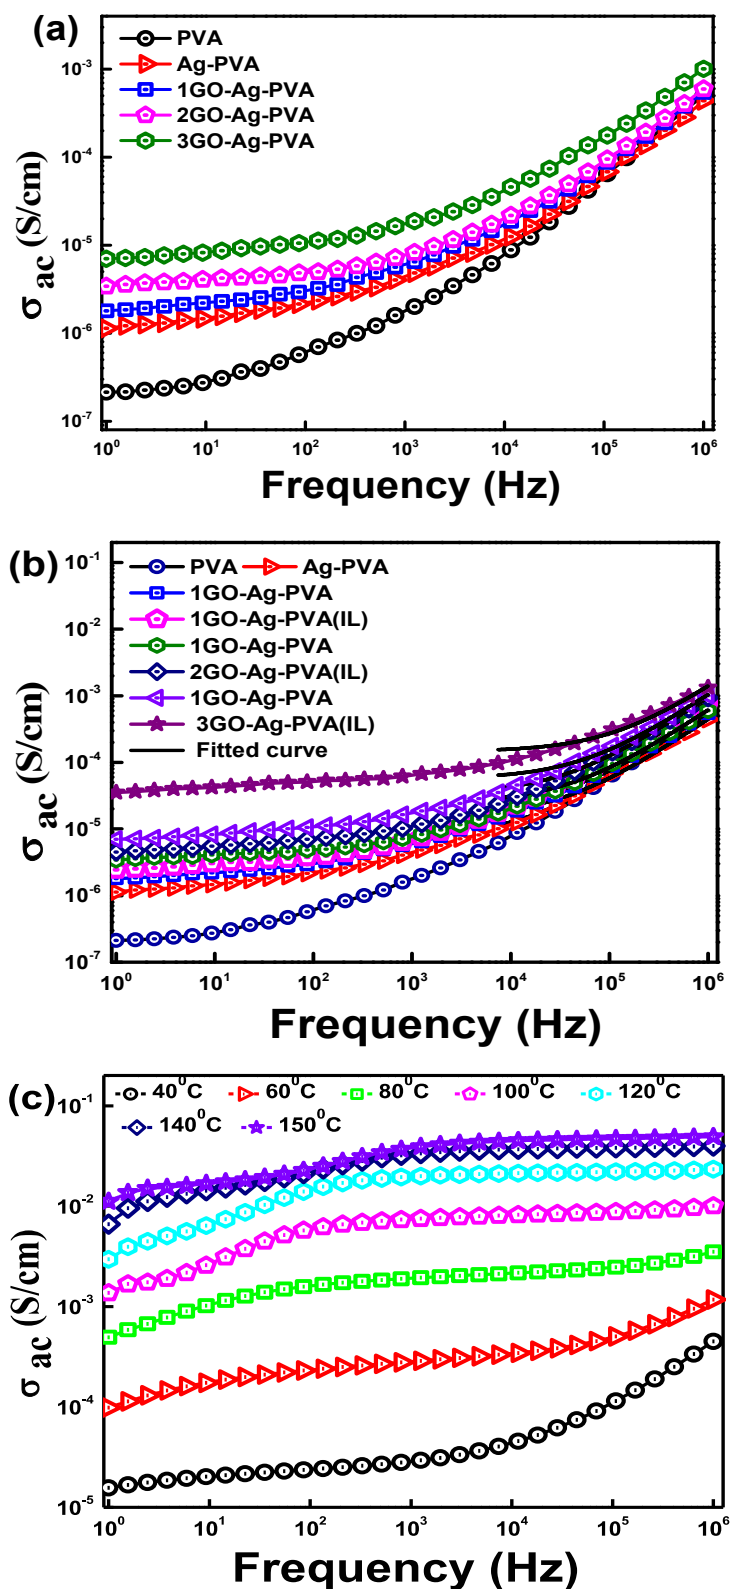 (a)
PVA
Ag-PVA
1GO-Ag-PVA
2GO-Ag-PVA
3GO-Ag-PVA
σ ac (S/cm)
10⁻³
10⁻⁴
10⁻⁵
10⁻⁶
10⁻⁷
10⁰ 10¹ 10² 10³ 10⁴ 10⁵ 10⁶
Frequency (Hz)
(b)
PVA Ag-PVA
1GO-Ag-PVA
1GO-Ag-PVA(IL)
1GO-Ag-PVA
2GO-Ag-PVA(IL)
1GO-Ag-PVA
3GO-Ag-PVA(IL)
Fitted curve
σ ac (S/cm)
10⁻¹
10⁻²
10⁻³
10⁻⁴
10⁻⁵
10⁻⁶
10⁻⁷
10⁰ 10¹ 10² 10³ 10⁴ 10⁵ 10⁶
Frequency (Hz)
(c)
40⁰C 60⁰C 80⁰C 100⁰C 120⁰C
140⁰C 150⁰C
σ ac (S/cm)
10⁻¹
10⁻²
10⁻³
10⁻⁴
10⁻⁵
10⁰ 10¹ 10² 10³ 10⁴ 10⁵ 10⁶
Frequency (Hz)